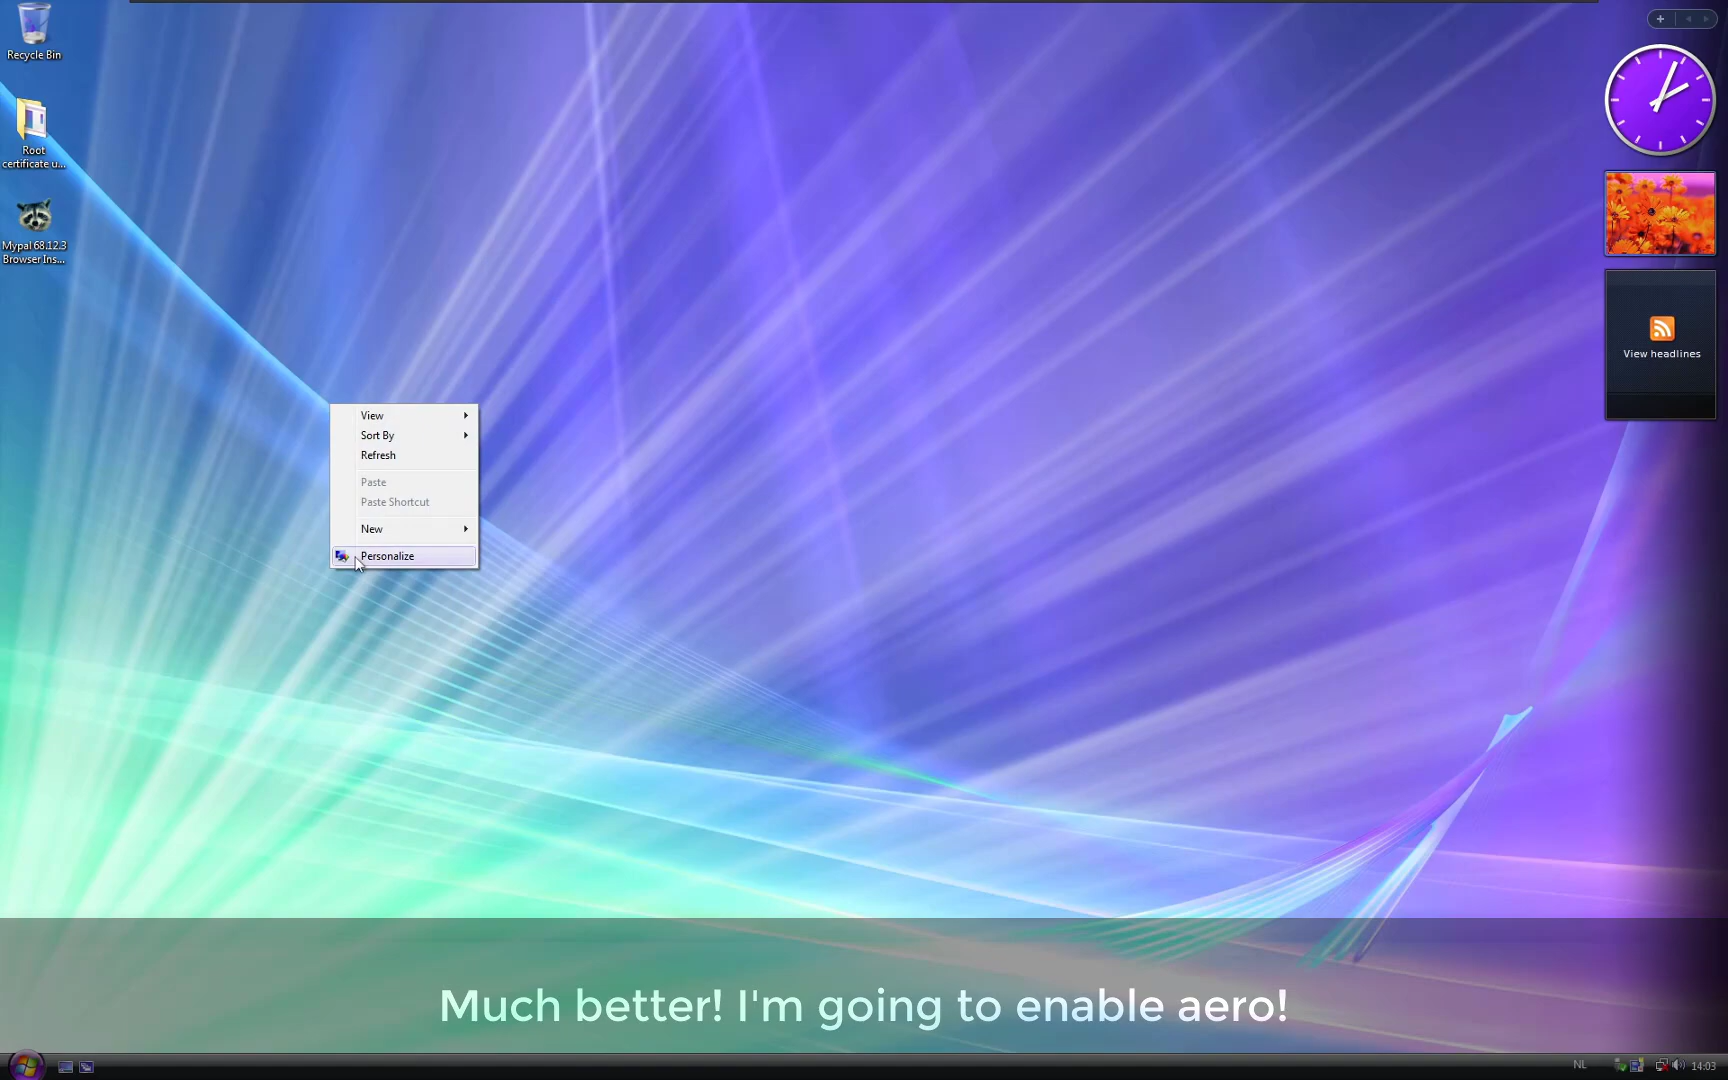 Recycle Bin
Root
certificate u...
Mypal 68.12.3
Browser Ins...
View headlines
View
Sort By
Refresh
Paste
Paste Shortcut
New
Personalize
Much better! I'm going to enable aero!
NL
14:03